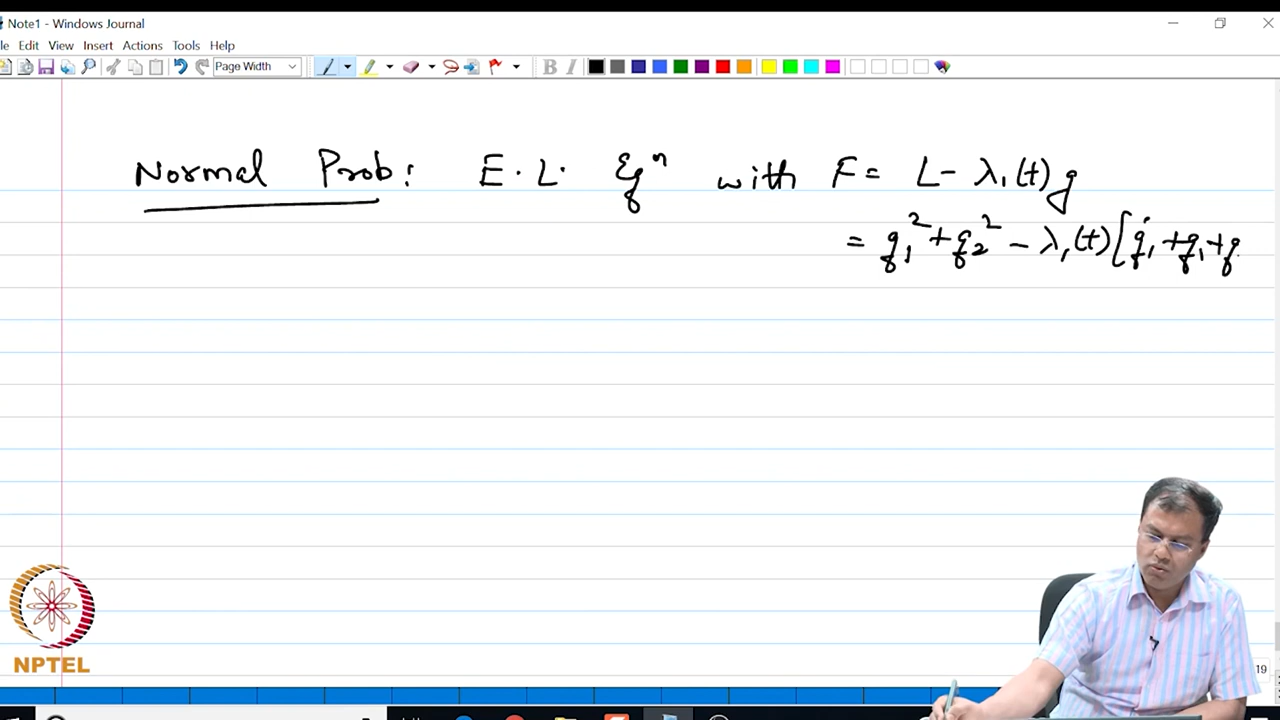 Note1 - Windows Journal
le Edit View Insert Actions Tools Help
Page Width B I
Normal Prob: E.L. Eqⁿ with F = L - λ₁(t) g
= q₁² + q₂² - λ₁(t) [q̇₁ + q₁ + q
NPTEL
19